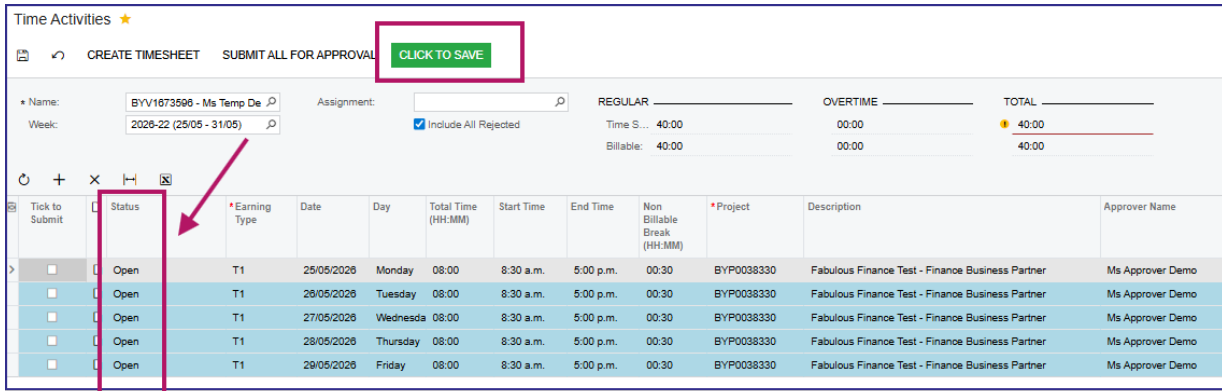 Time Activities
CREATE TIMESHEET SUBMIT ALL FOR APPROVAL CLICK TO SAVE
* Name: BYV1673596 - Ms Temp De Assignment: REGULAR OVERTIME TOTAL
Week: 2026-22 (25/05 - 31/05) Include All Rejected Time S... 40:00 00:00 40:00
Billable: 40:00 00:00 40:00
Tick to Submit Status *Earning Type Date Day Total Time (HH:MM) Start Time End Time Non Billable Break (HH:MM) *Project Description Approver Name
Open T1 25/05/2026 Monday 08:00 8:30 a.m. 5:00 p.m. 00:30 BYP0038330 Fabulous Finance Test - Finance Business Partner Ms Approver Demo
Open T1 26/05/2026 Tuesday 08:00 8:30 a.m. 5:00 p.m. 00:30 BYP0038330 Fabulous Finance Test - Finance Business Partner Ms Approver Demo
Open T1 27/05/2026 Wednesda 08:00 8:30 a.m. 5:00 p.m. 00:30 BYP0038330 Fabulous Finance Test - Finance Business Partner Ms Approver Demo
Open T1 28/05/2026 Thursday 08:00 8:30 a.m. 5:00 p.m. 00:30 BYP0038330 Fabulous Finance Test - Finance Business Partner Ms Approver Demo
Open T1 29/05/2026 Friday 08:00 8:30 a.m. 5:00 p.m. 00:30 BYP0038330 Fabulous Finance Test - Finance Business Partner Ms Approver Demo